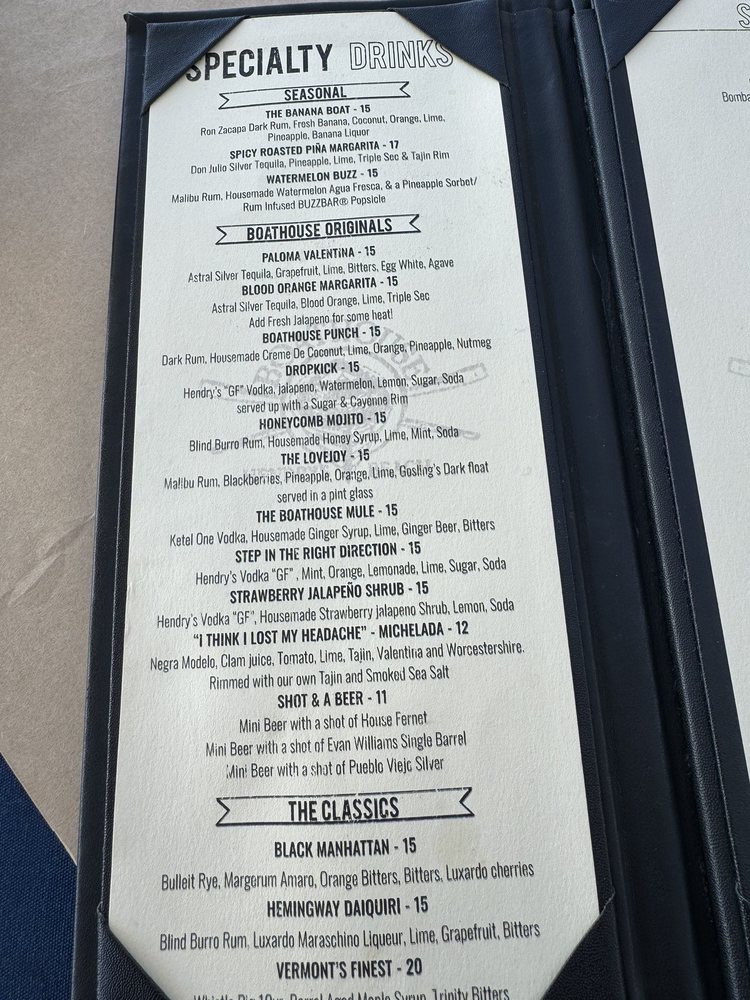 SPECIALTY DRINKS
SEASONAL
THE BANANA BOAT - 15
Ron Zacapa Dark Rum, Fresh Banana, Coconut, Orange, Lime,
Pineapple, Banana Liquor
SPICY ROASTED PIÑA MARGARITA - 17
Don Julio Silver Tequila, Pineapple, Lime, Triple Sec & Tajin Rim
WATERMELON BUZZ - 15
Malibu Rum, Housemade Watermelon Agua Fresca, & a Pineapple Sorbet/
Rum Infused BUZZBAR® Popsicle
BOATHOUSE ORIGINALS
PALOMA VALENTiNA - 15
Astral Silver Tequila, Grapefruit, Lime, Bitters, Egg White, Agave
BLOOD ORANGE MARGARITA - 15
Astral Silver Tequila, Blood Orange, Lime, Triple Sec
Add Fresh Jalapeno for some heat!
BOATHOUSE PUNCH - 15
Dark Rum, Housemade Creme De Coconut, Lime, Orange, Pineapple, Nutmeg
DROPKICK - 15
Hendry's "GF" Vodka, jalapeno, Watermelon, Lemon, Sugar, Soda
served up with a Sugar & Cayenne Rim
HONEYCOMB MOJITO - 15
Blind Burro Rum, Housemade Honey Syrup, Lime, Mint, Soda
THE LOVEJOY - 15
Malibu Rum, Blackberries, Pineapple, Orange, Lime, Gosling's Dark float
served in a pint glass
THE BOATHOUSE MULE - 15
Ketel One Vodka, Housemade Ginger Syrup, Lime, Ginger Beer, Bitters
STEP IN THE RIGHT DIRECTION - 15
Hendry's Vodka "GF" , Mint, Orange, Lemonade, Lime, Sugar, Soda
STRAWBERRY JALAPEÑO SHRUB - 15
Hendry's Vodka "GF", Housemade Strawberry jalapeno Shrub, Lemon, Soda
"I THINK I LOST MY HEADACHE" - MICHELADA - 12
Negra Modelo, Clam juice, Tomato, Lime, Tajin, Valentina and Worcestershire.
Rimmed with our own Tajin and Smoked Sea Salt
SHOT & A BEER - 11
Mini Beer with a shot of House Fernet
Mini Beer with a shot of Evan Williams Single Barrel
Mini Beer with a shot of Pueblo Viejo Silver
THE CLASSICS
BLACK MANHATTAN - 15
Bulleit Rye, Margerum Amaro, Orange Bitters, Bitters, Luxardo cherries
HEMINGWAY DAIQUIRI - 15
Blind Burro Rum, Luxardo Maraschino Liqueur, Lime, Grapefruit, Bitters
VERMONT'S FINEST - 20
Whistle Pig 10yr, Barrel Aged Maple Syrup, Trinity Bitters
S
Bomba